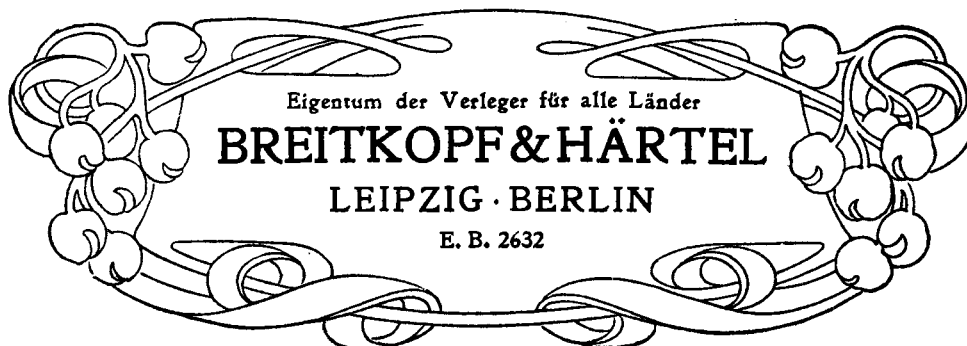 Eigentum der Verleger für alle Länder
BREITKOPF & HÄRTEL
LEIPZIG · BERLIN
E. B. 2632